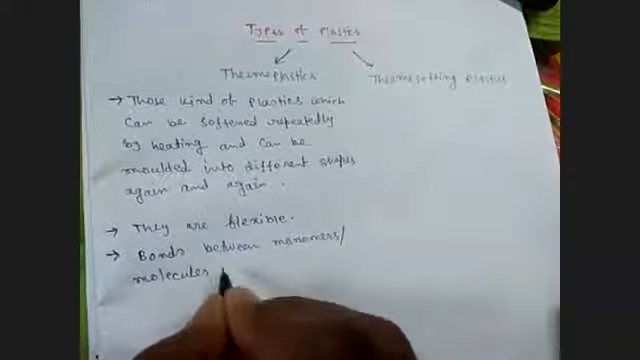 Types of Plastics
Thermoplastics
Thermosetting plastics
→ Those kind of plastics which
can be softened repeatedly
by heating and can be
moulded into different shapes
again and again.
→ They are flexible.
→ Bonds between monomers/
molecules